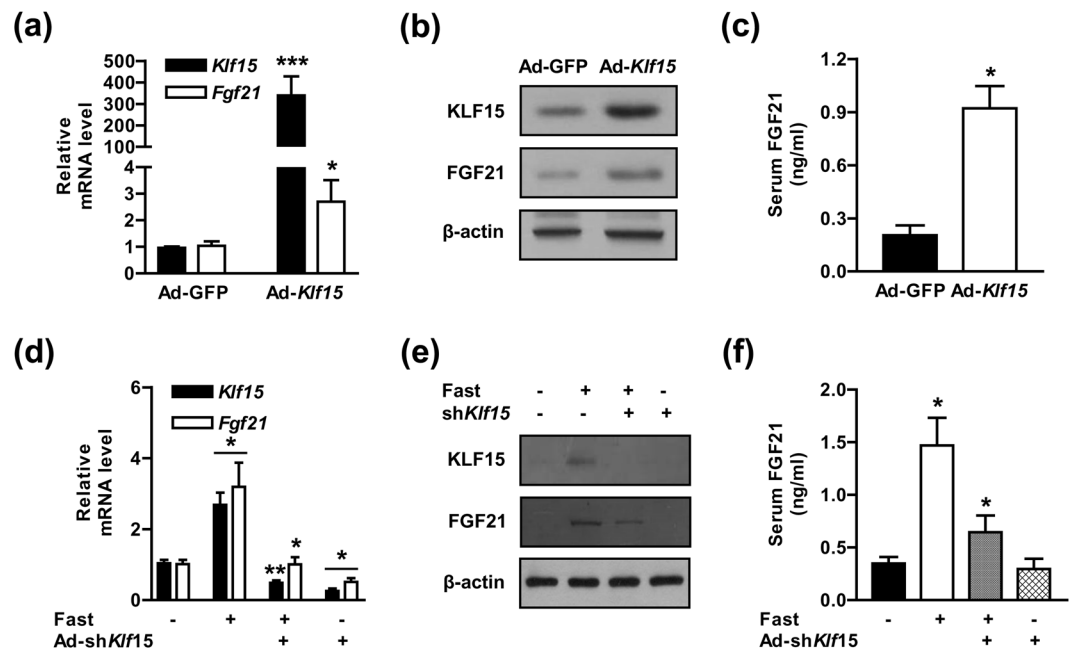 (a)
Relative
mRNA level
500
400
300
200
100
4
3
2
1
0
Klf15
Fgf21
***
*
Ad-GFP Ad-Klf15
(b)
Ad-GFP Ad-Klf15
KLF15
FGF21
β-actin
(c)
Serum FGF21
(ng/ml)
1.2
0.9
0.6
0.3
0.0
*
Ad-GFP Ad-Klf15
(d)
Relative
mRNA level
6
4
2
0
Klf15
Fgf21
*
**
*
*
Fast - + + -
Ad-shKlf15 + +
(e)
Fast - + + -
shKlf15 - - + +
KLF15
FGF21
β-actin
(f)
Serum FGF21
(ng/ml)
2.0
1.5
1.0
0.5
0.0
*
*
Fast - + + -
Ad-shKlf15 + +